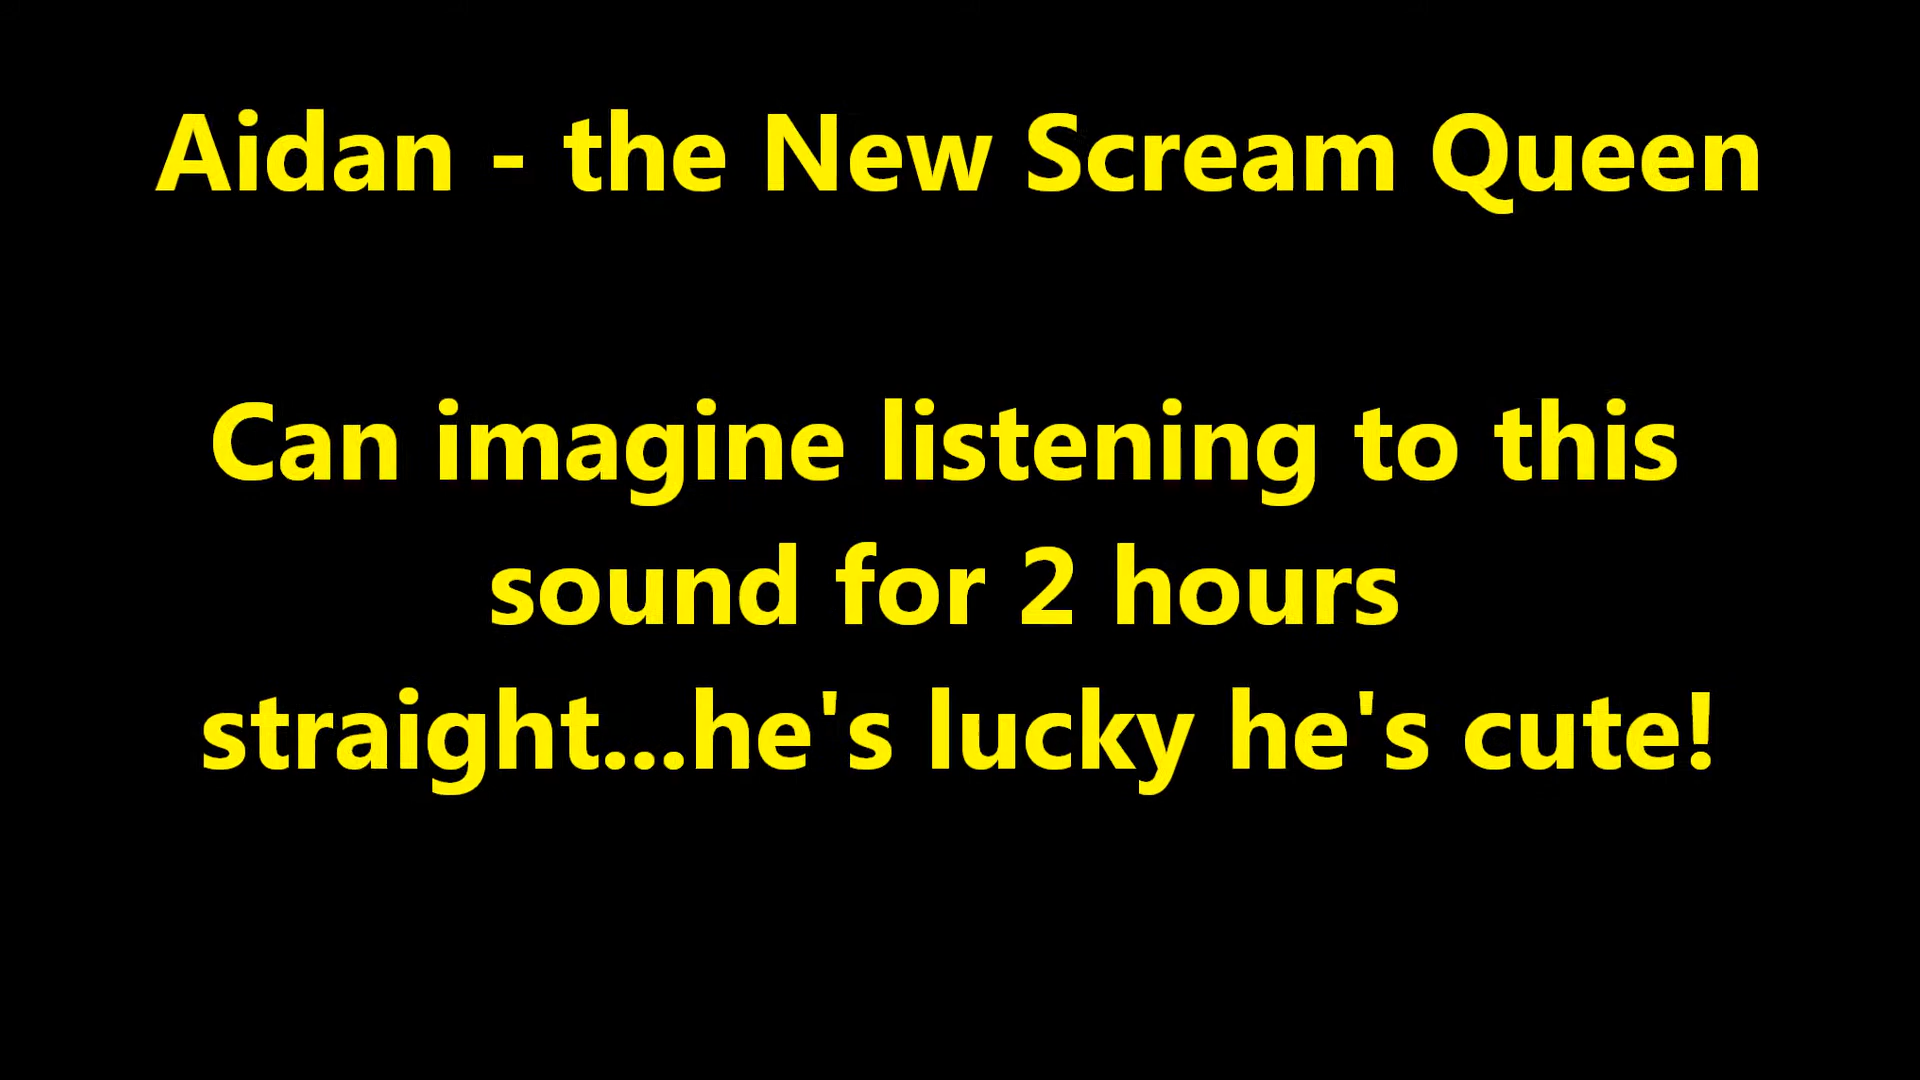 Aidan - the New Scream Queen
Can imagine listening to this
sound for 2 hours
straight...he's lucky he's cute!